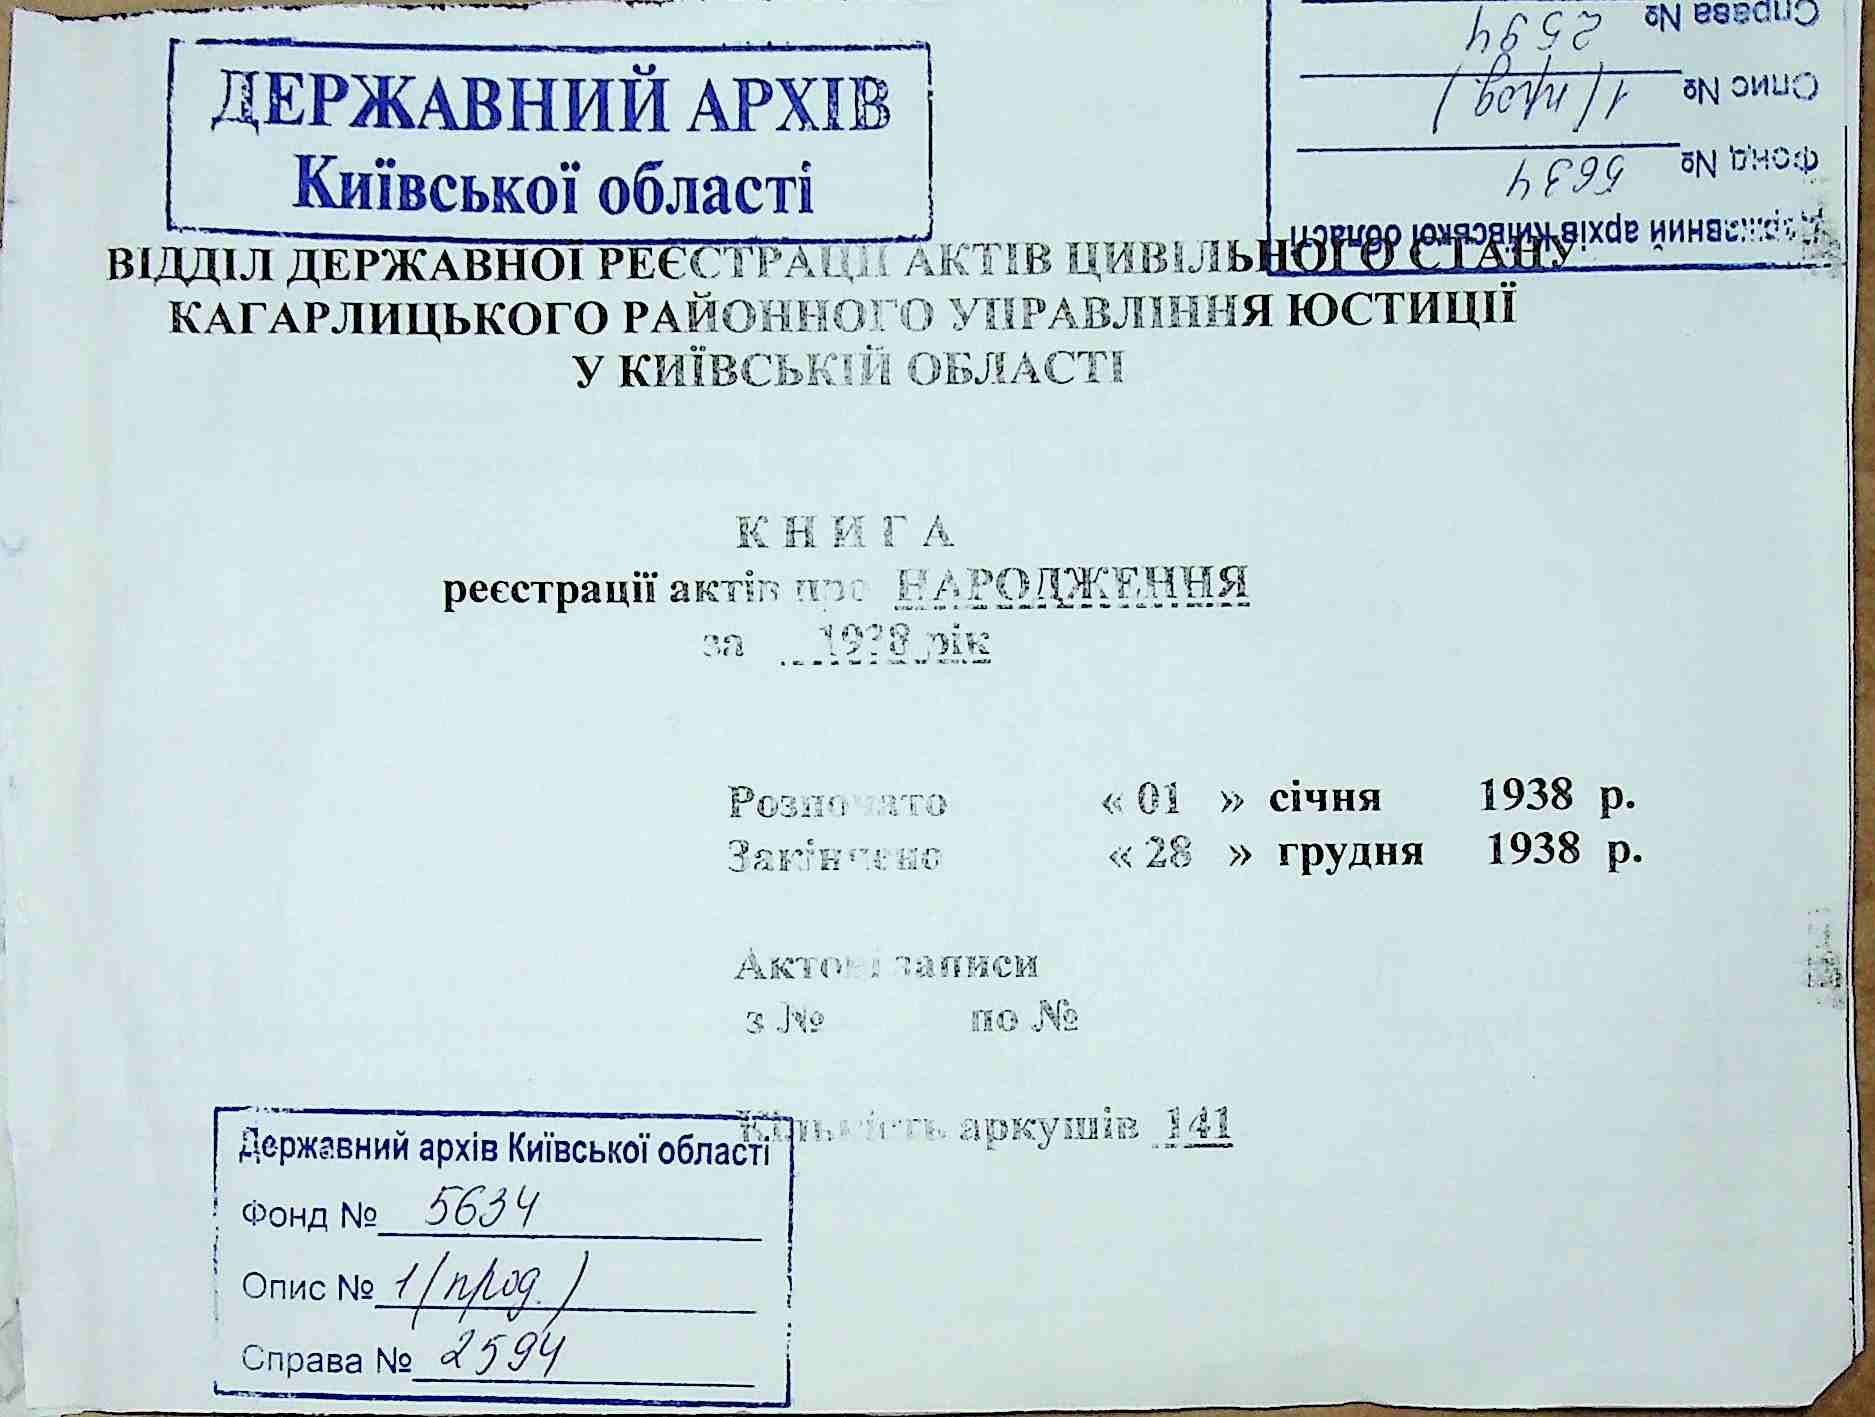 ДЕРЖАВНИЙ АРХІВ
Київської області
Справа № 2594
Опис № 1 (прод.)
Фонд № 5634
Державний архів Київської області
ВІДДІЛ ДЕРЖАВНОЇ РЕЄСТРАЦІЇ АКТІВ ЦИВІЛЬНОГО СТАНУ
КАГАРЛИЦЬКОГО РАЙОННОГО УПРАВЛІННЯ ЮСТИЦІЇ
У КИЇВСЬКІЙ ОБЛАСТІ
К Н И Г А
реєстрації актів про НАРОДЖЕННЯ
за 1938 рік
Розпочато « 01 » січня 1938 р.
Закінчено « 28 » грудня 1938 р.
Актові записи
з № по №
Кількість аркушів 141
Державний архів Київської області
Фонд № 5634
Опис № 1 (прод.)
Справа № 2594